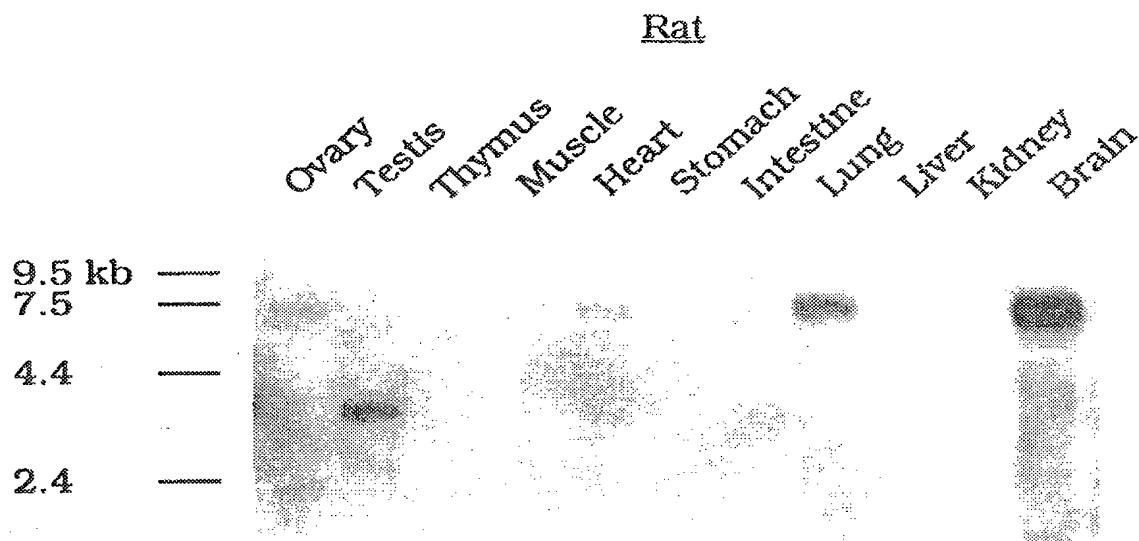 Rat
Ovary
Testis
Thymus
Muscle
Heart
Stomach
Intestine
Lung
Liver
Kidney
Brain
9.5 kb
7.5
4.4
2.4